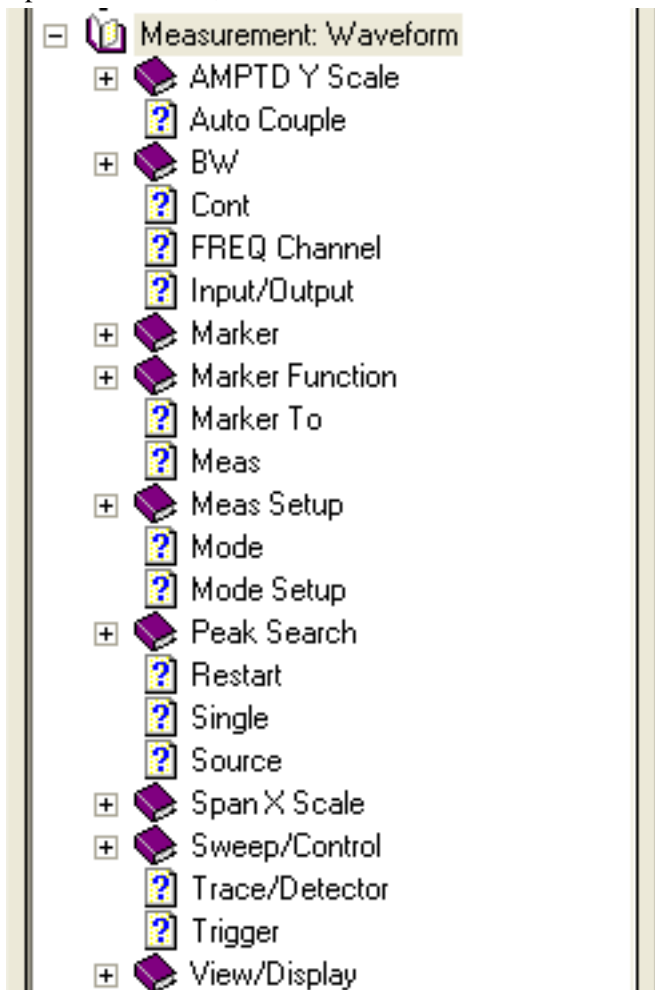 Measurement: Waveform
AMPTD Y Scale
Auto Couple
BW
Cont
FREQ Channel
Input/Output
Marker
Marker Function
Marker To
Meas
Meas Setup
Mode
Mode Setup
Peak Search
Restart
Single
Source
Span X Scale
Sweep/Control
Trace/Detector
Trigger
View/Display